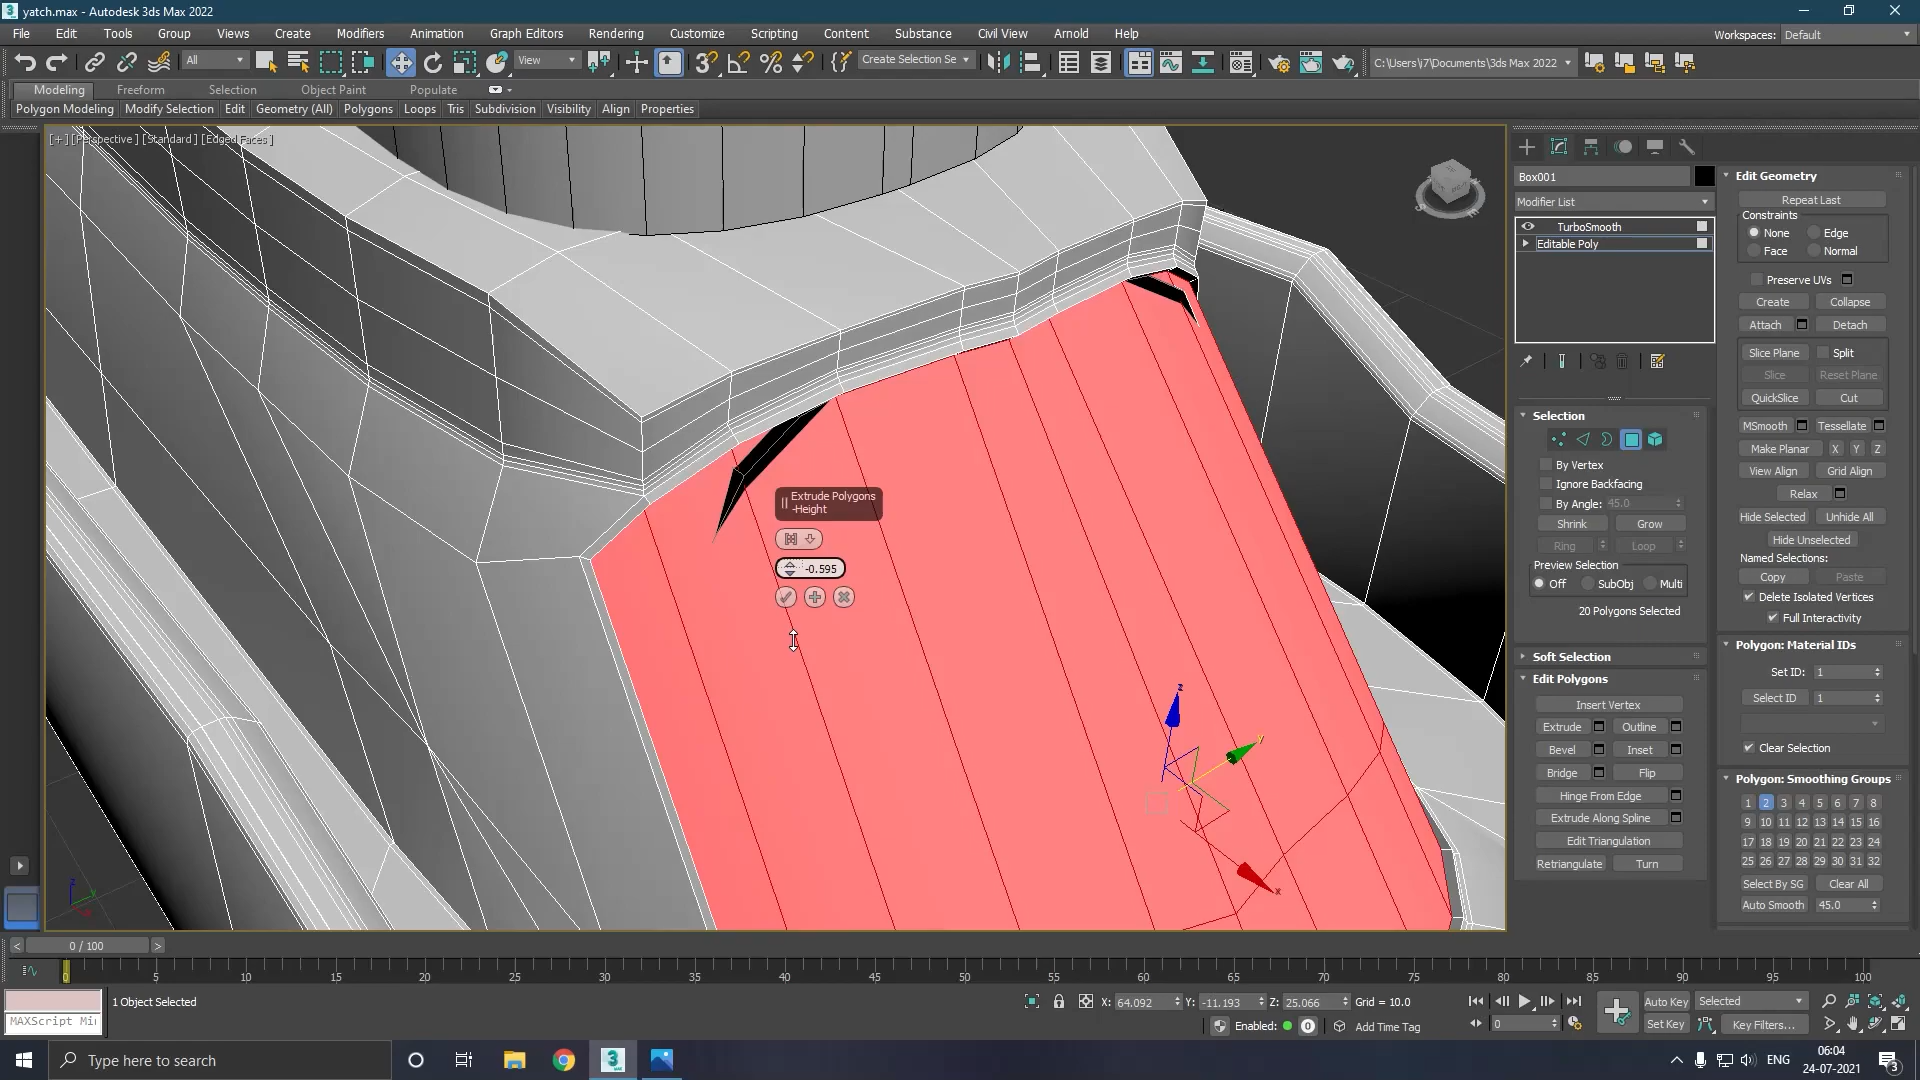 yatch.max - Autodesk 3ds Max 2022
File Edit Tools Group Views Create Modifiers Animation Graph Editors Rendering Customize Scripting Content Substance Civil View Arnold Help
Workspaces: Default
All View Create Selection Se C:\Users\i7\Documents\3ds Max 2022
Modeling Freeform Selection Object Paint Populate
Polygon Modeling Modify Selection Edit Geometry (All) Polygons Loops Tris Subdivision Visibility Align Properties
[+] [Perspective] [Standard] [Edged Faces]
Extrude Polygons
-Height
-0.595
z
y
x
Box001
Modifier List
TurboSmooth
Editable Poly
Selection
By Vertex
Ignore Backfacing
By Angle: 45.0
Shrink Grow
Ring Loop
Preview Selection
Off SubObj Multi
20 Polygons Selected
Soft Selection
Edit Polygons
Insert Vertex
Extrude Outline
Bevel Inset
Bridge Flip
Hinge From Edge
Extrude Along Spline
Edit Triangulation
Retriangulate Turn
Edit Geometry
Repeat Last
Constraints
None Edge
Face Normal
Preserve UVs
Create Collapse
Attach Detach
Slice Plane Split
Slice Reset Plane
QuickSlice Cut
MSmooth Tessellate
Make Planar X Y Z
View Align Grid Align
Relax
Hide Selected Unhide All
Hide Unselected
Named Selections:
Copy Paste
Delete Isolated Vertices
Full Interactivity
Polygon: Material IDs
Set ID: 1
Select ID 1
Clear Selection
Polygon: Smoothing Groups
1 2 3 4 5 6 7 8
9 10 11 12 13 14 15 16
17 18 19 20 21 22 23 24
25 26 27 28 29 30 31 32
Select By SG Clear All
Auto Smooth 45.0
< 0 / 100 >
0 5 10 15 20 25 30 35 40 45 50 55 60 65 70 75 80 85 90 95 100
1 Object Selected
X: 64.092 Y: -11.193 Z: 25.066 Grid = 10.0
Auto Key Selected
MAXScript Mi
Enabled: 0 Add Time Tag
0
Set Key Key Filters...
Type here to search
ENG
06:04
24-07-2021
3